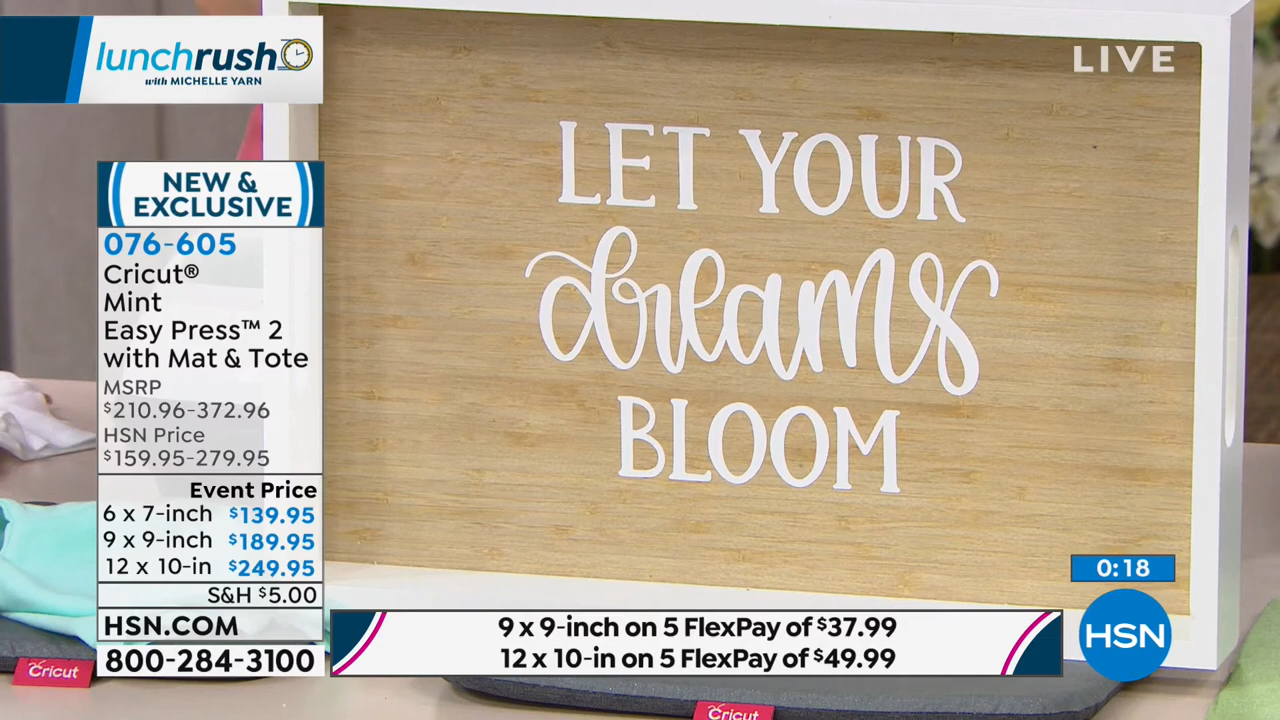 lunchrush
with MICHELLE YARN
LIVE
NEW &
EXCLUSIVE
076-605
Cricut®
Mint
Easy Press™ 2
with Mat & Tote
MSRP
$210.96-372.96
HSN Price
$159.95-279.95
Event Price
6 x 7-inch $139.95
9 x 9-inch $189.95
12 x 10-in $249.95
S&H $5.00
HSN.COM
800-284-3100
LET YOUR
dreams
BLOOM
0:18
HSN
9 x 9-inch on 5 FlexPay of $37.99
12 x 10-in on 5 FlexPay of $49.99
Cricut
Cricut